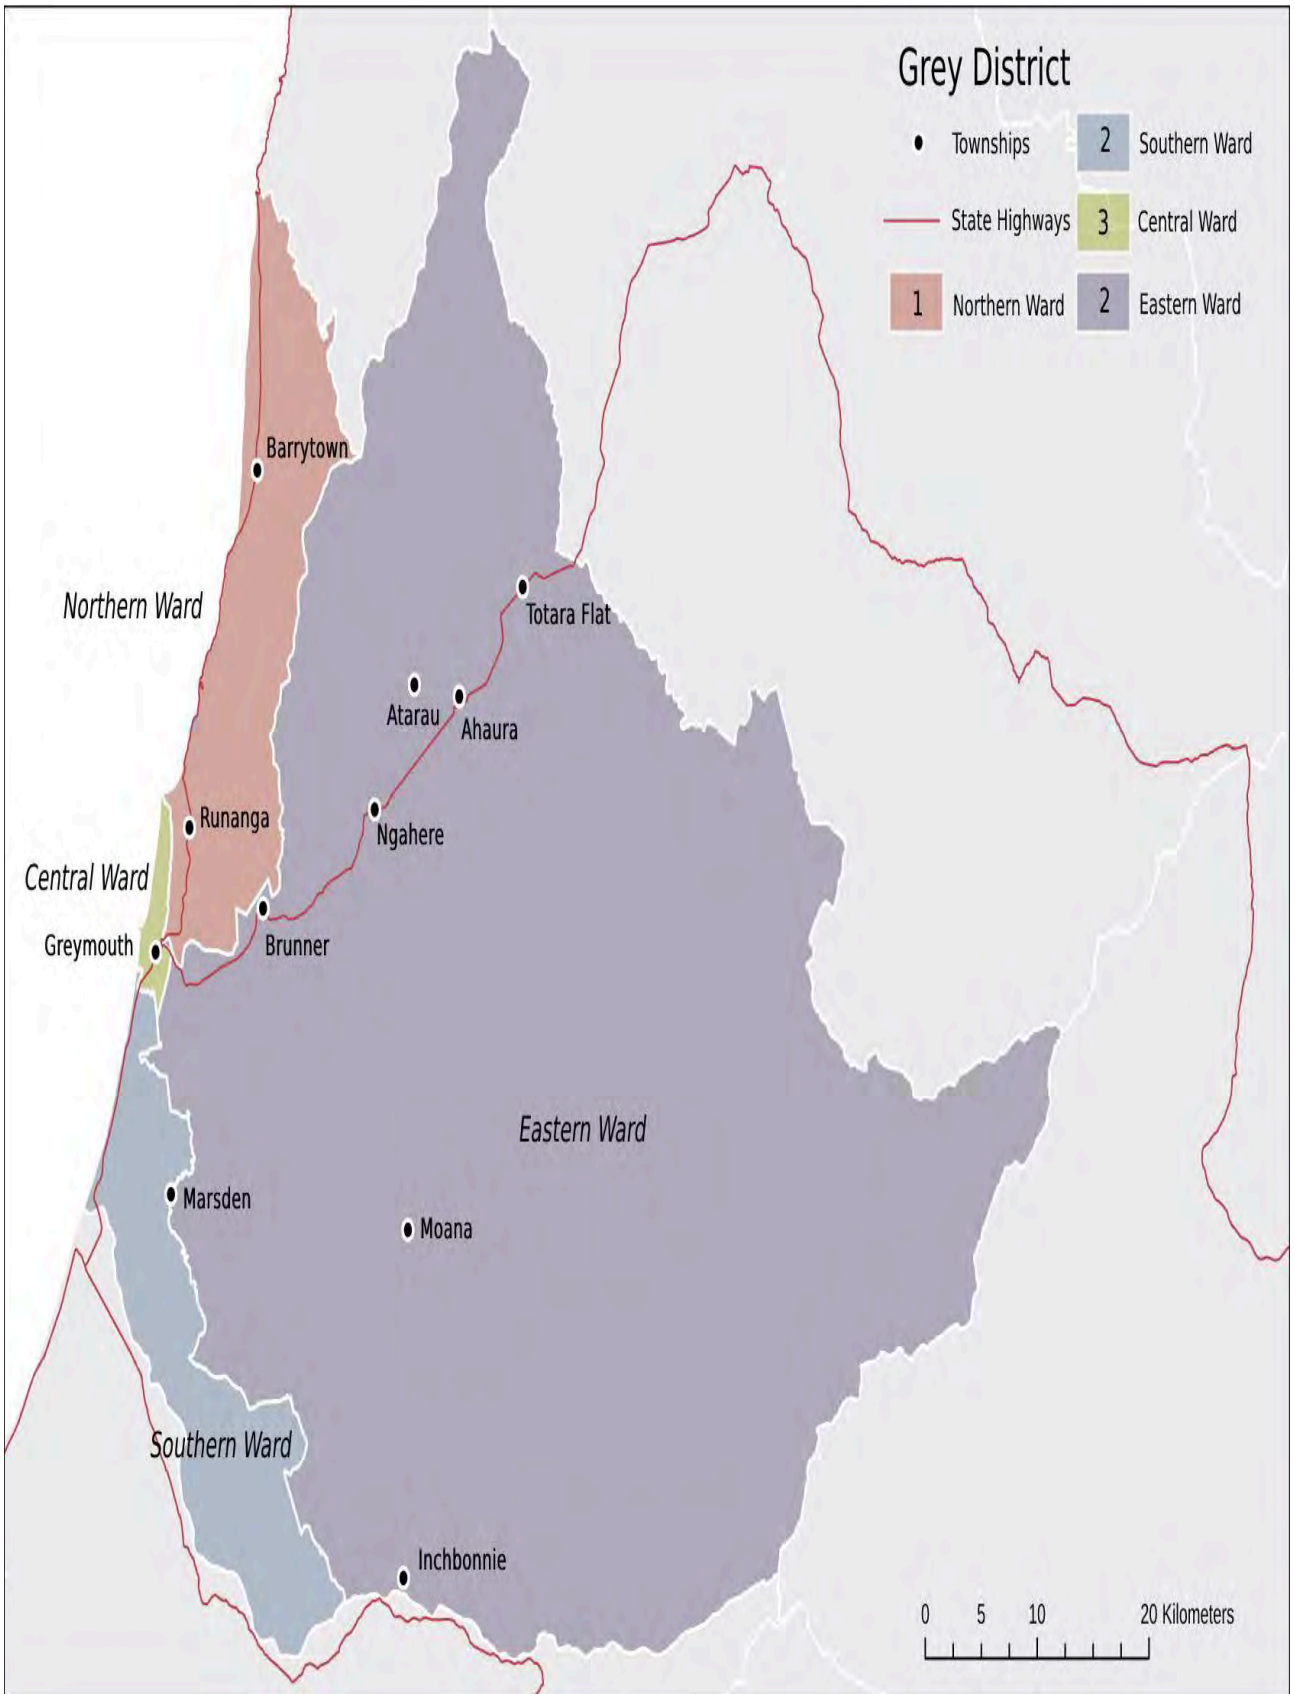 Grey District
Townships
2 Southern Ward
State Highways
3 Central Ward
1 Northern Ward
2 Eastern Ward
Barrytown
Northern Ward
Totara Flat
Atarau
Ahaura
Runanga
Ngahere
Central Ward
Greymouth
Brunner
Eastern Ward
Marsden
Moana
Southern Ward
Inchbonnie
0 5 10 20 Kilometers